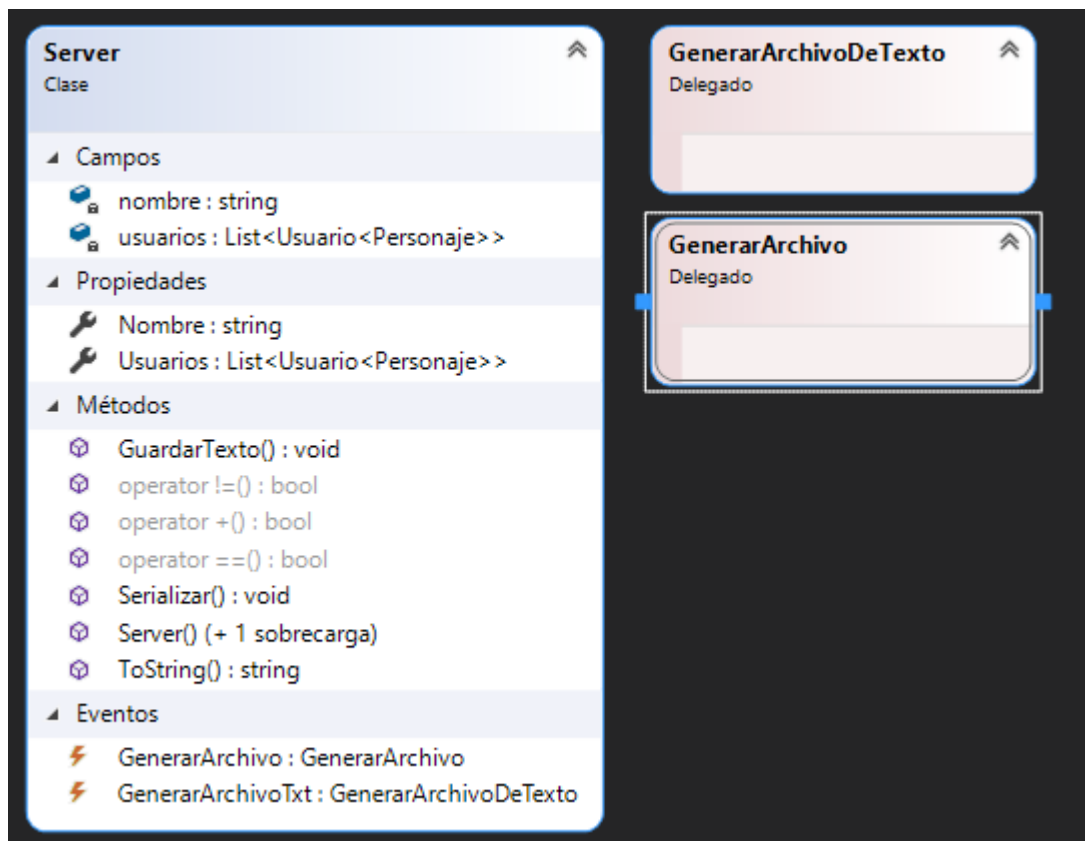 Server
Clase
Campos
nombre : string
usuarios : List<Usuario<Personaje>>
Propiedades
Nombre : string
Usuarios : List<Usuario<Personaje>>
Métodos
GuardarTexto() : void
operator !=() : bool
operator +() : bool
operator ==() : bool
Serializar() : void
Server() (+ 1 sobrecarga)
ToString() : string
Eventos
GenerarArchivo : GenerarArchivo
GenerarArchivoTxt : GenerarArchivoDeTexto
GenerarArchivoDeTexto
Delegado
GenerarArchivo
Delegado